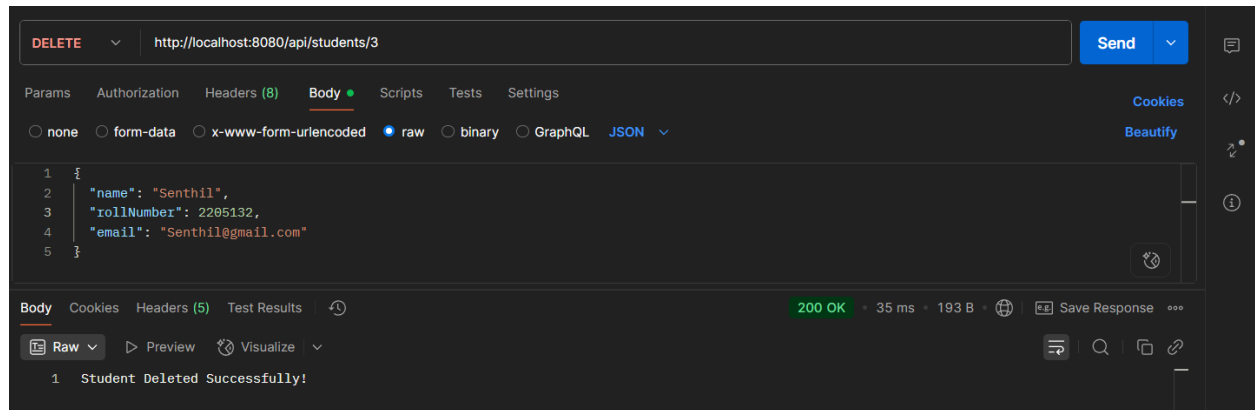 DELETE http://localhost:8080/api/students/3 Send
Params Authorization Headers (8) Body Scripts Tests Settings Cookies
none form-data x-www-form-urlencoded raw binary GraphQL JSON Beautify
1 {
2 "name": "Senthil",
3 "rollNumber": 2205132,
4 "email": "Senthil@gmail.com"
5 }
Body Cookies Headers (5) Test Results 200 OK • 35 ms • 193 B • e.g. Save Response
Raw Preview Visualize
1 Student Deleted Successfully!